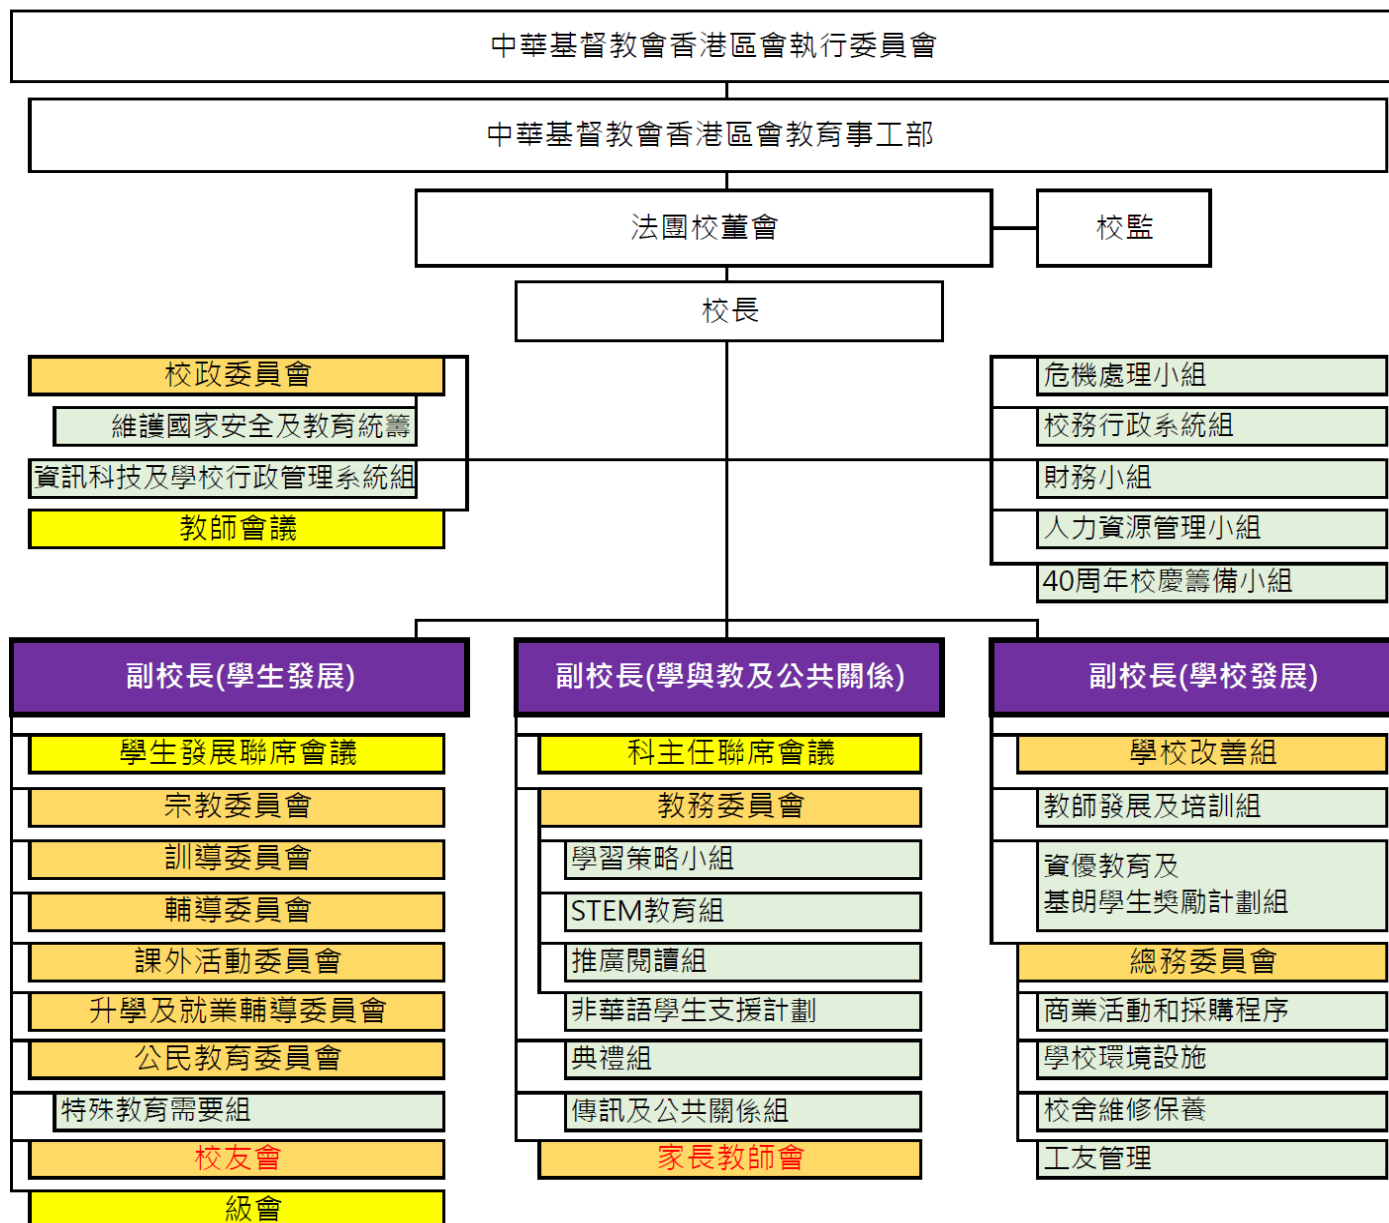 中華基督教會香港區會執行委員會
中華基督教會香港區會教育事工部
法團校董會
校監
校長
校政委員會
維護國家安全及教育統籌
資訊科技及學校行政管理系統組
教師會議
危機處理小組
校務行政系統組
財務小組
人力資源管理小組
40周年校慶籌備小組
副校長(學生發展)
學生發展聯席會議
宗教委員會
訓導委員會
輔導委員會
課外活動委員會
升學及就業輔導委員會
公民教育委員會
特殊教育需要組
校友會
級會
副校長(學與教及公共關係)
科主任聯席會議
教務委員會
學習策略小組
STEM教育組
推廣閱讀組
非華語學生支援計劃
典禮組
傳訊及公共關係組
家長教師會
副校長(學校發展)
學校改善組
教師發展及培訓組
資優教育及
基朗學生獎勵計劃組
總務委員會
商業活動和採購程序
學校環境設施
校舍維修保養
工友管理